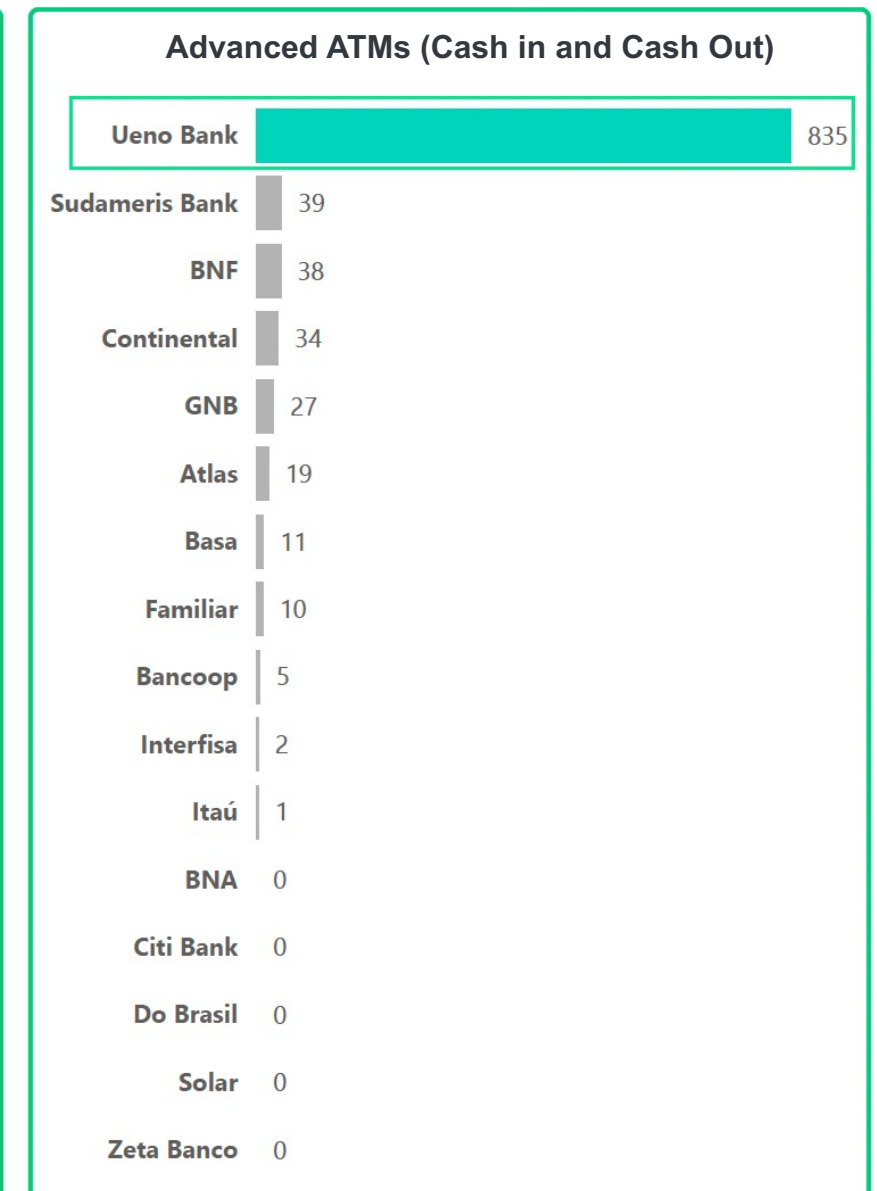 Advanced ATMs (Cash in and Cash Out)
Ueno Bank 835
Sudameris Bank 39
BNF 38
Continental 34
GNB 27
Atlas 19
Basa 11
Familiar 10
Bancoop 5
Interfisa 2
Itaú 1
BNA 0
Citi Bank 0
Do Brasil 0
Solar 0
Zeta Banco 0